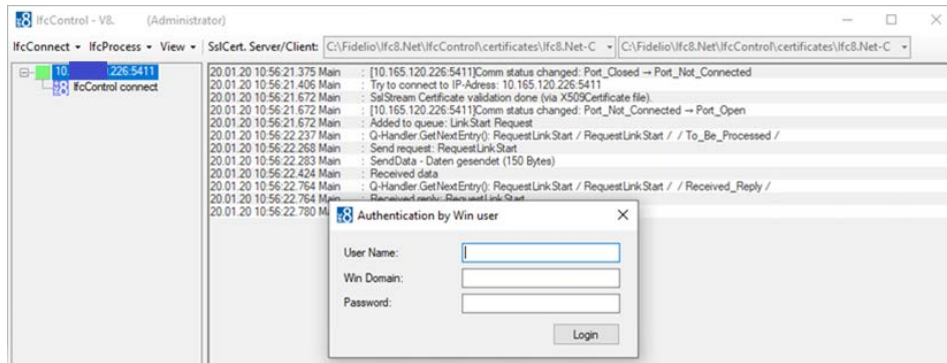 IfcControl - V8. (Administrator)
IfcConnect IfcProcess View SslCert. Server/Client: C:\Fidelio\Ifc8.Net\IfcControl\certificates\Ifc8.Net-C C:\Fidelio\Ifc8.Net\IfcControl\certificates\Ifc8.Net-C
10. 226:5411
IfcControl connect
20.01.20 10:56:21.375 Main : [10.165.120.226:5411]Comm status changed: Port_Closed → Port_Not_Connected
20.01.20 10:56:21.406 Main : Try to connect to IP-Adress: 10.165.120.226:5411
20.01.20 10:56:21.672 Main : SslStream Certificate validation done (via X509Certificate file).
20.01.20 10:56:21.672 Main : [10.165.120.226:5411]Comm status changed: Port_Not_Connected → Port_Open
20.01.20 10:56:21.672 Main : Added to queue: LinkStart Request
20.01.20 10:56:22.237 Main : Q-Handler.GetNextEntry(): RequestLinkStart / RequestLinkStart / / To_Be_Processed /
20.01.20 10:56:22.268 Main : Send request: RequestLinkStart
20.01.20 10:56:22.283 Main : SendData - Daten gesendet (150 Bytes)
20.01.20 10:56:22.424 Main : Received data
20.01.20 10:56:22.764 Main : Q-Handler.GetNextEntry(): RequestLinkStart / RequestLinkStart / / Received_Reply /
20.01.20 10:56:22.764 Main : Received reply: RequestLinkStart
20.01.20 10:56:22.780 M
Authentication by Win user
User Name:
Win Domain:
Password:
Login